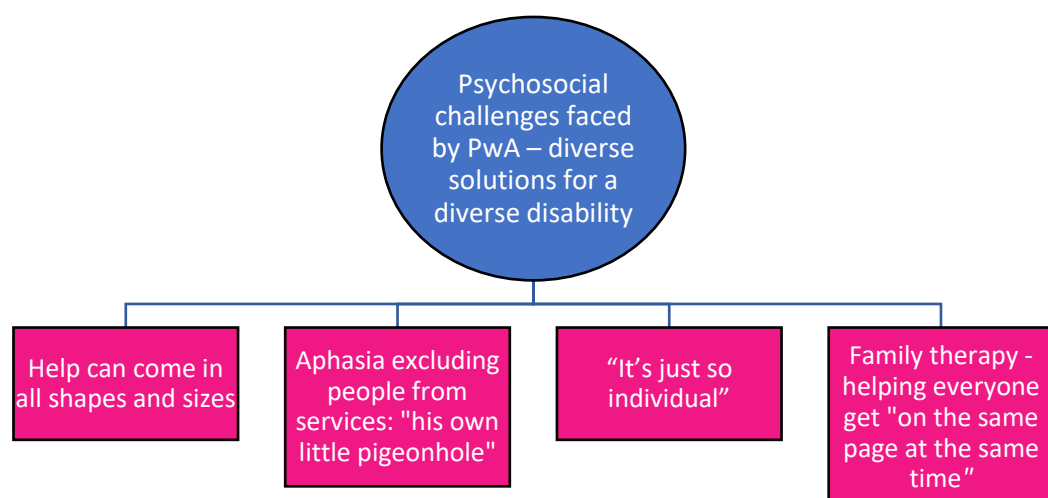 Psychosocial
challenges faced
by PwA – diverse
solutions for a
diverse disability
Help can come in
all shapes and sizes
Aphasia excluding
people from
services: "his own
little pigeonhole"
“It’s just so
individual”
Family therapy -
helping everyone
get "on the same
page at the same
time"